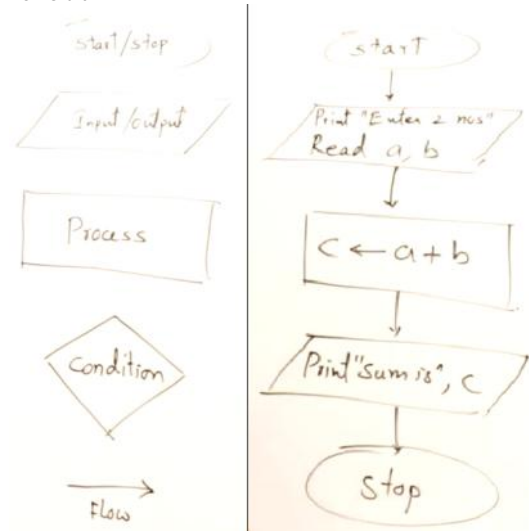 Start/stop
Input/output
Process
Condition
Flow
start
Print "Enter 2 nos"
Read a, b
C ← a + b
Print "Sum is", C
Stop